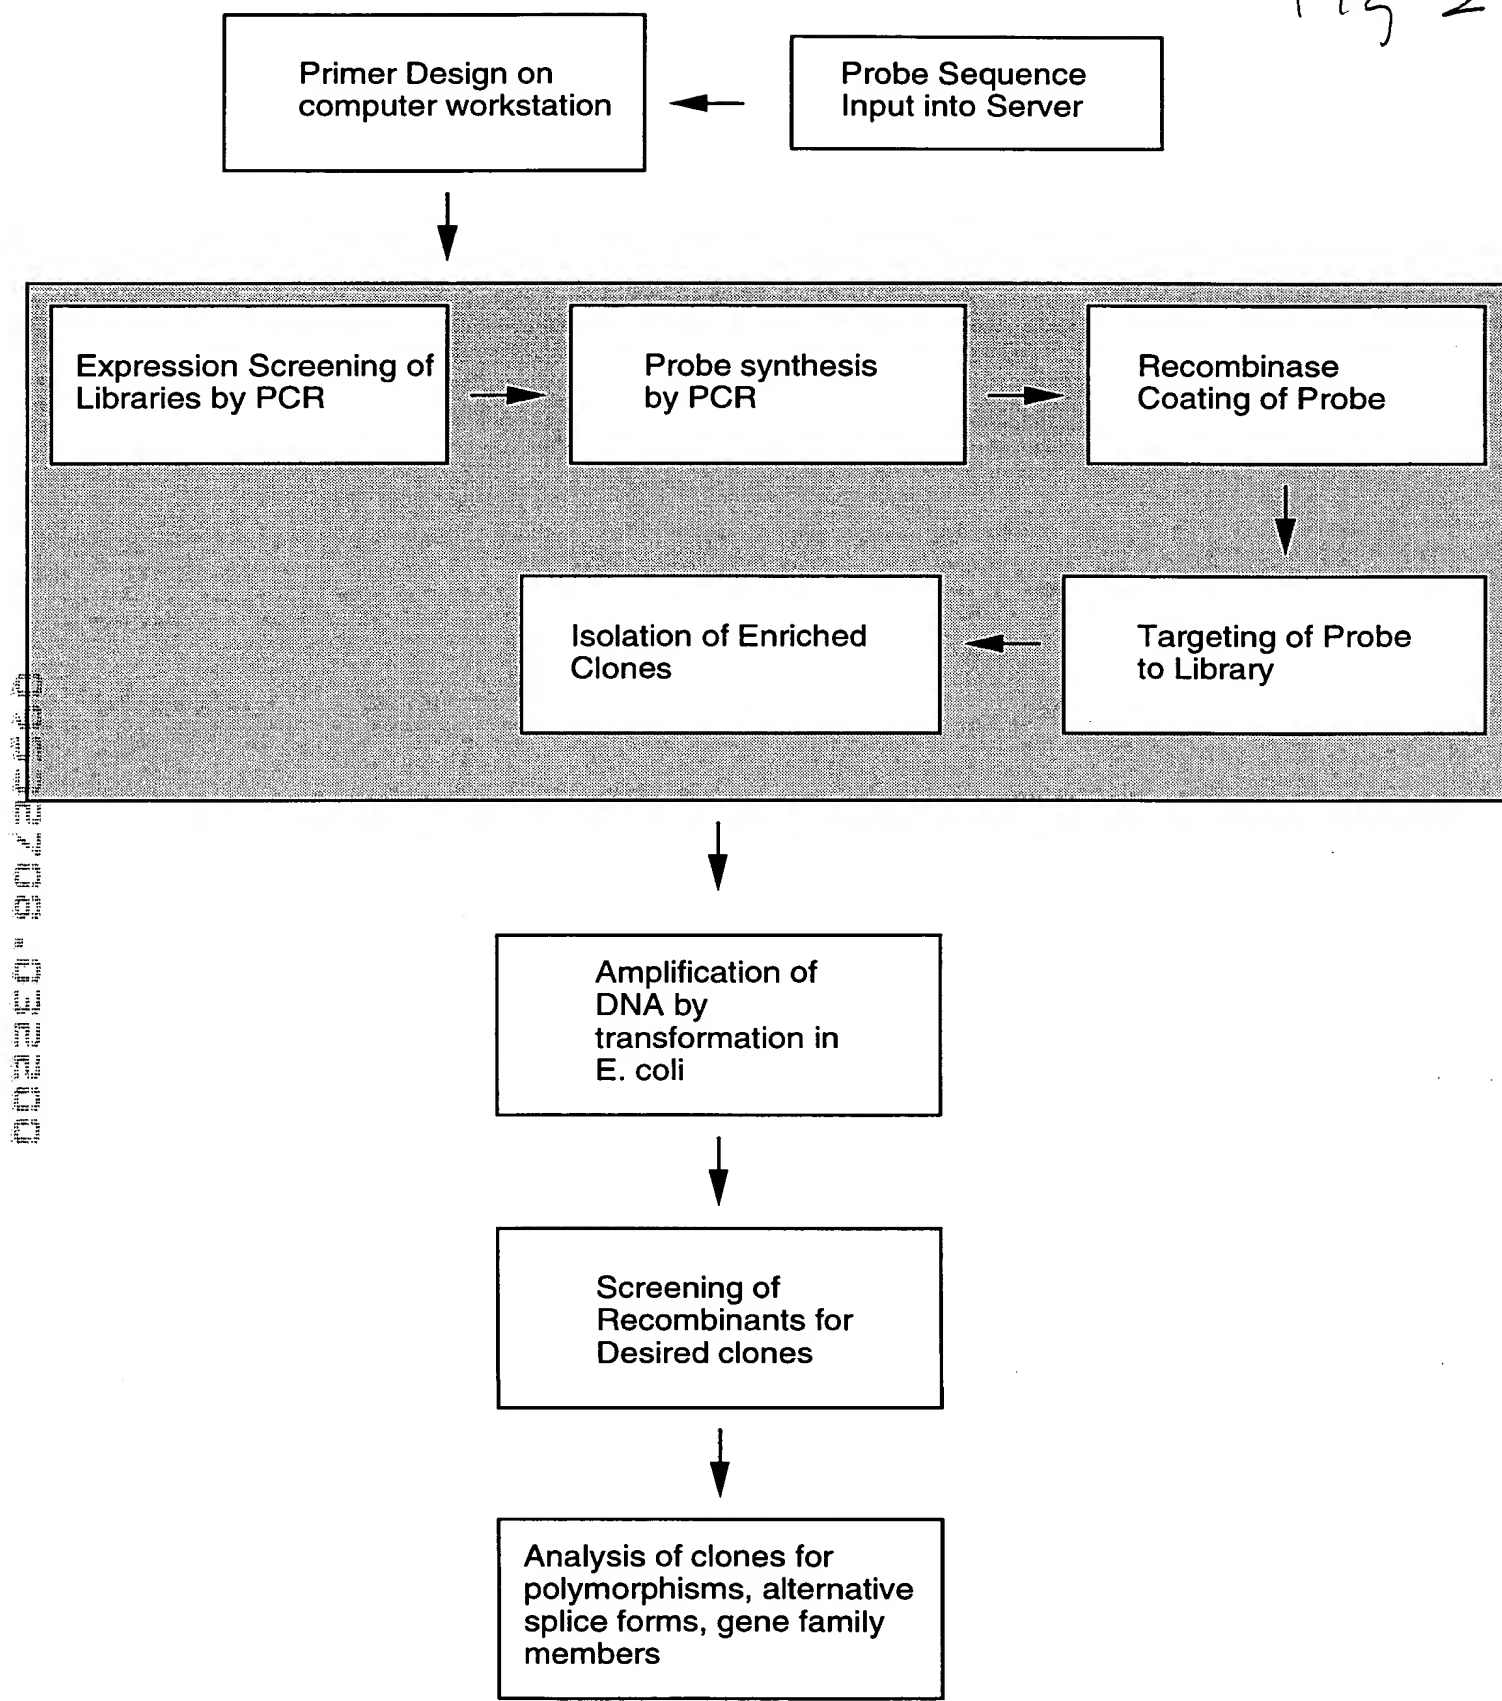 Fig 2
Primer Design on
computer workstation
Probe Sequence
Input into Server
Expression Screening of
Libraries by PCR
Probe synthesis
by PCR
Recombinase
Coating of Probe
Isolation of Enriched
Clones
Targeting of Probe
to Library
Amplification of
DNA by
transformation in
E. coli
Screening of
Recombinants for
Desired clones
Analysis of clones for
polymorphisms, alternative
splice forms, gene family
members